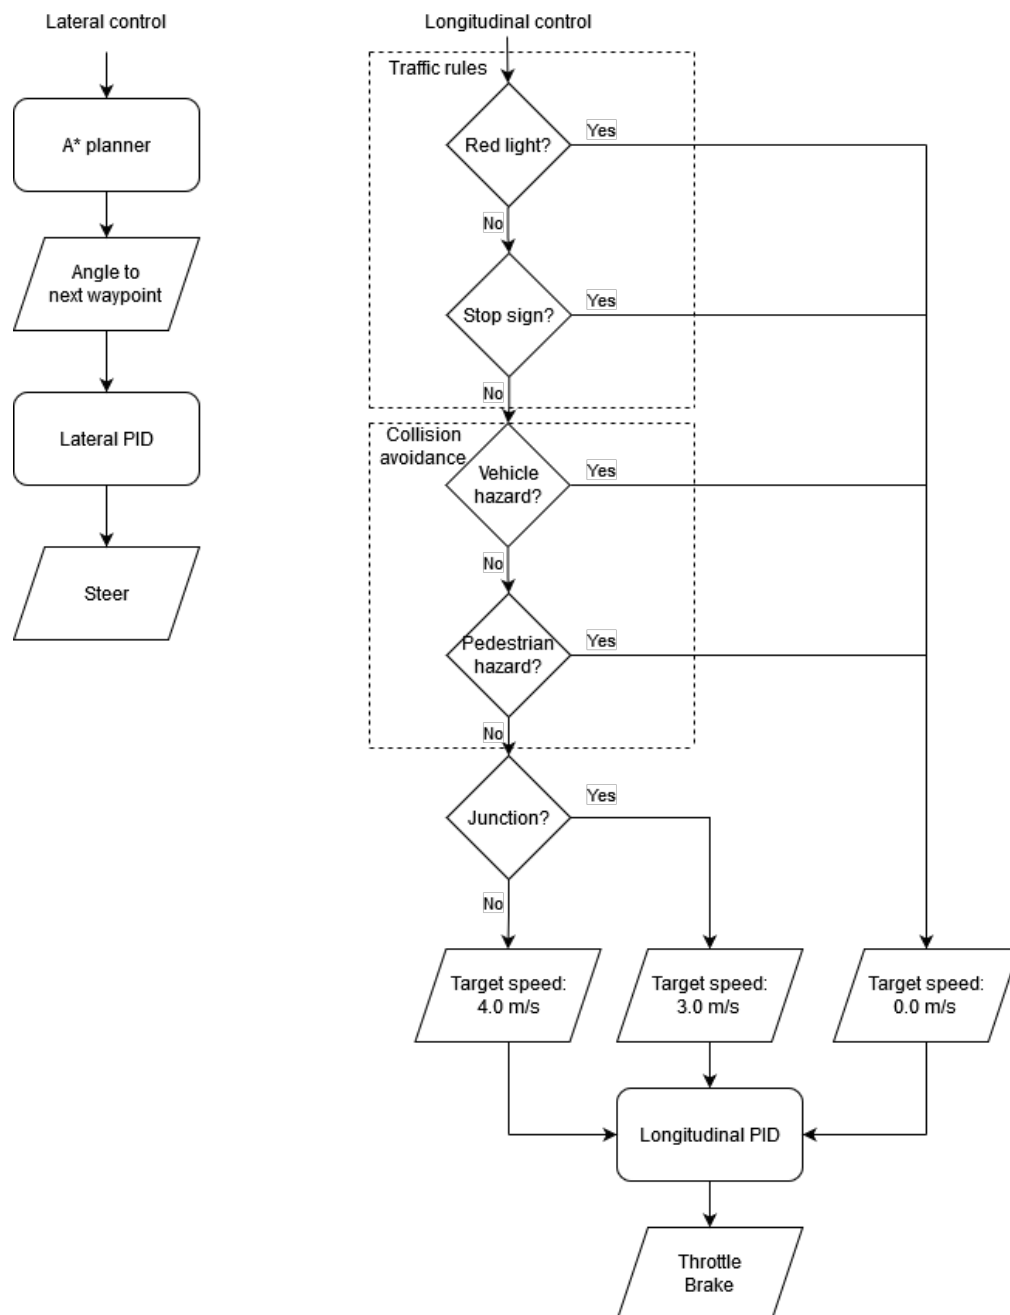 Lateral control
A* planner
Angle to
next waypoint
Lateral PID
Steer
Longitudinal control
Traffic rules
Red light?
Yes
No
Stop sign?
Yes
No
Collision
avoidance
Vehicle
hazard?
Yes
No
Pedestrian
hazard?
Yes
No
Junction?
Yes
No
Target speed:
4.0 m/s
Target speed:
3.0 m/s
Target speed:
0.0 m/s
Longitudinal PID
Throttle
Brake